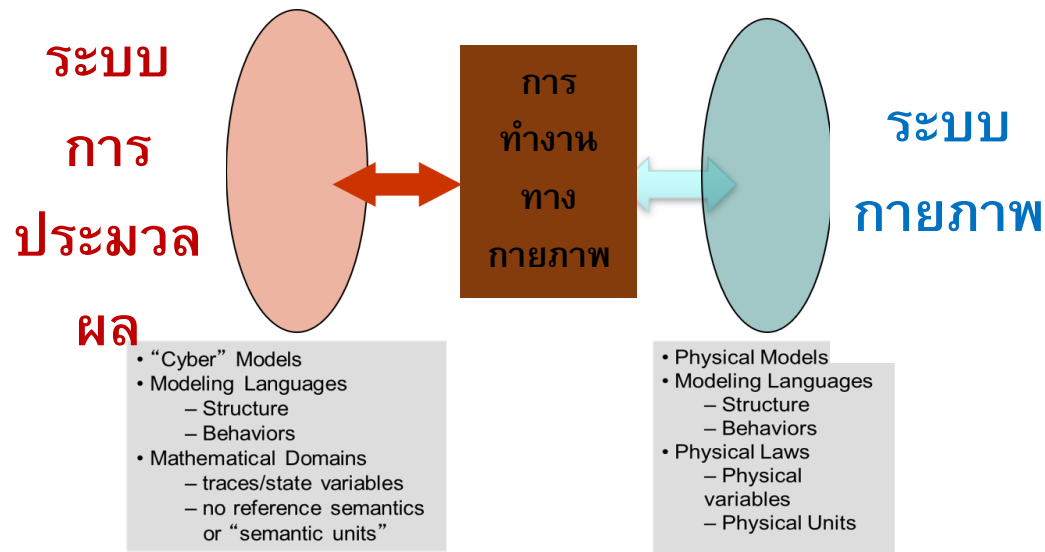 ระบบ
การ
ประมวล
ผล
การ
ทำงาน
ทาง
กายภาพ
ระบบ
กายภาพ
• “Cyber” Models
• Modeling Languages
– Structure
– Behaviors
• Mathematical Domains
– traces/state variables
– no reference semantics
or “semantic units”
• Physical Models
• Modeling Languages
– Structure
– Behaviors
• Physical Laws
– Physical
variables
– Physical Units